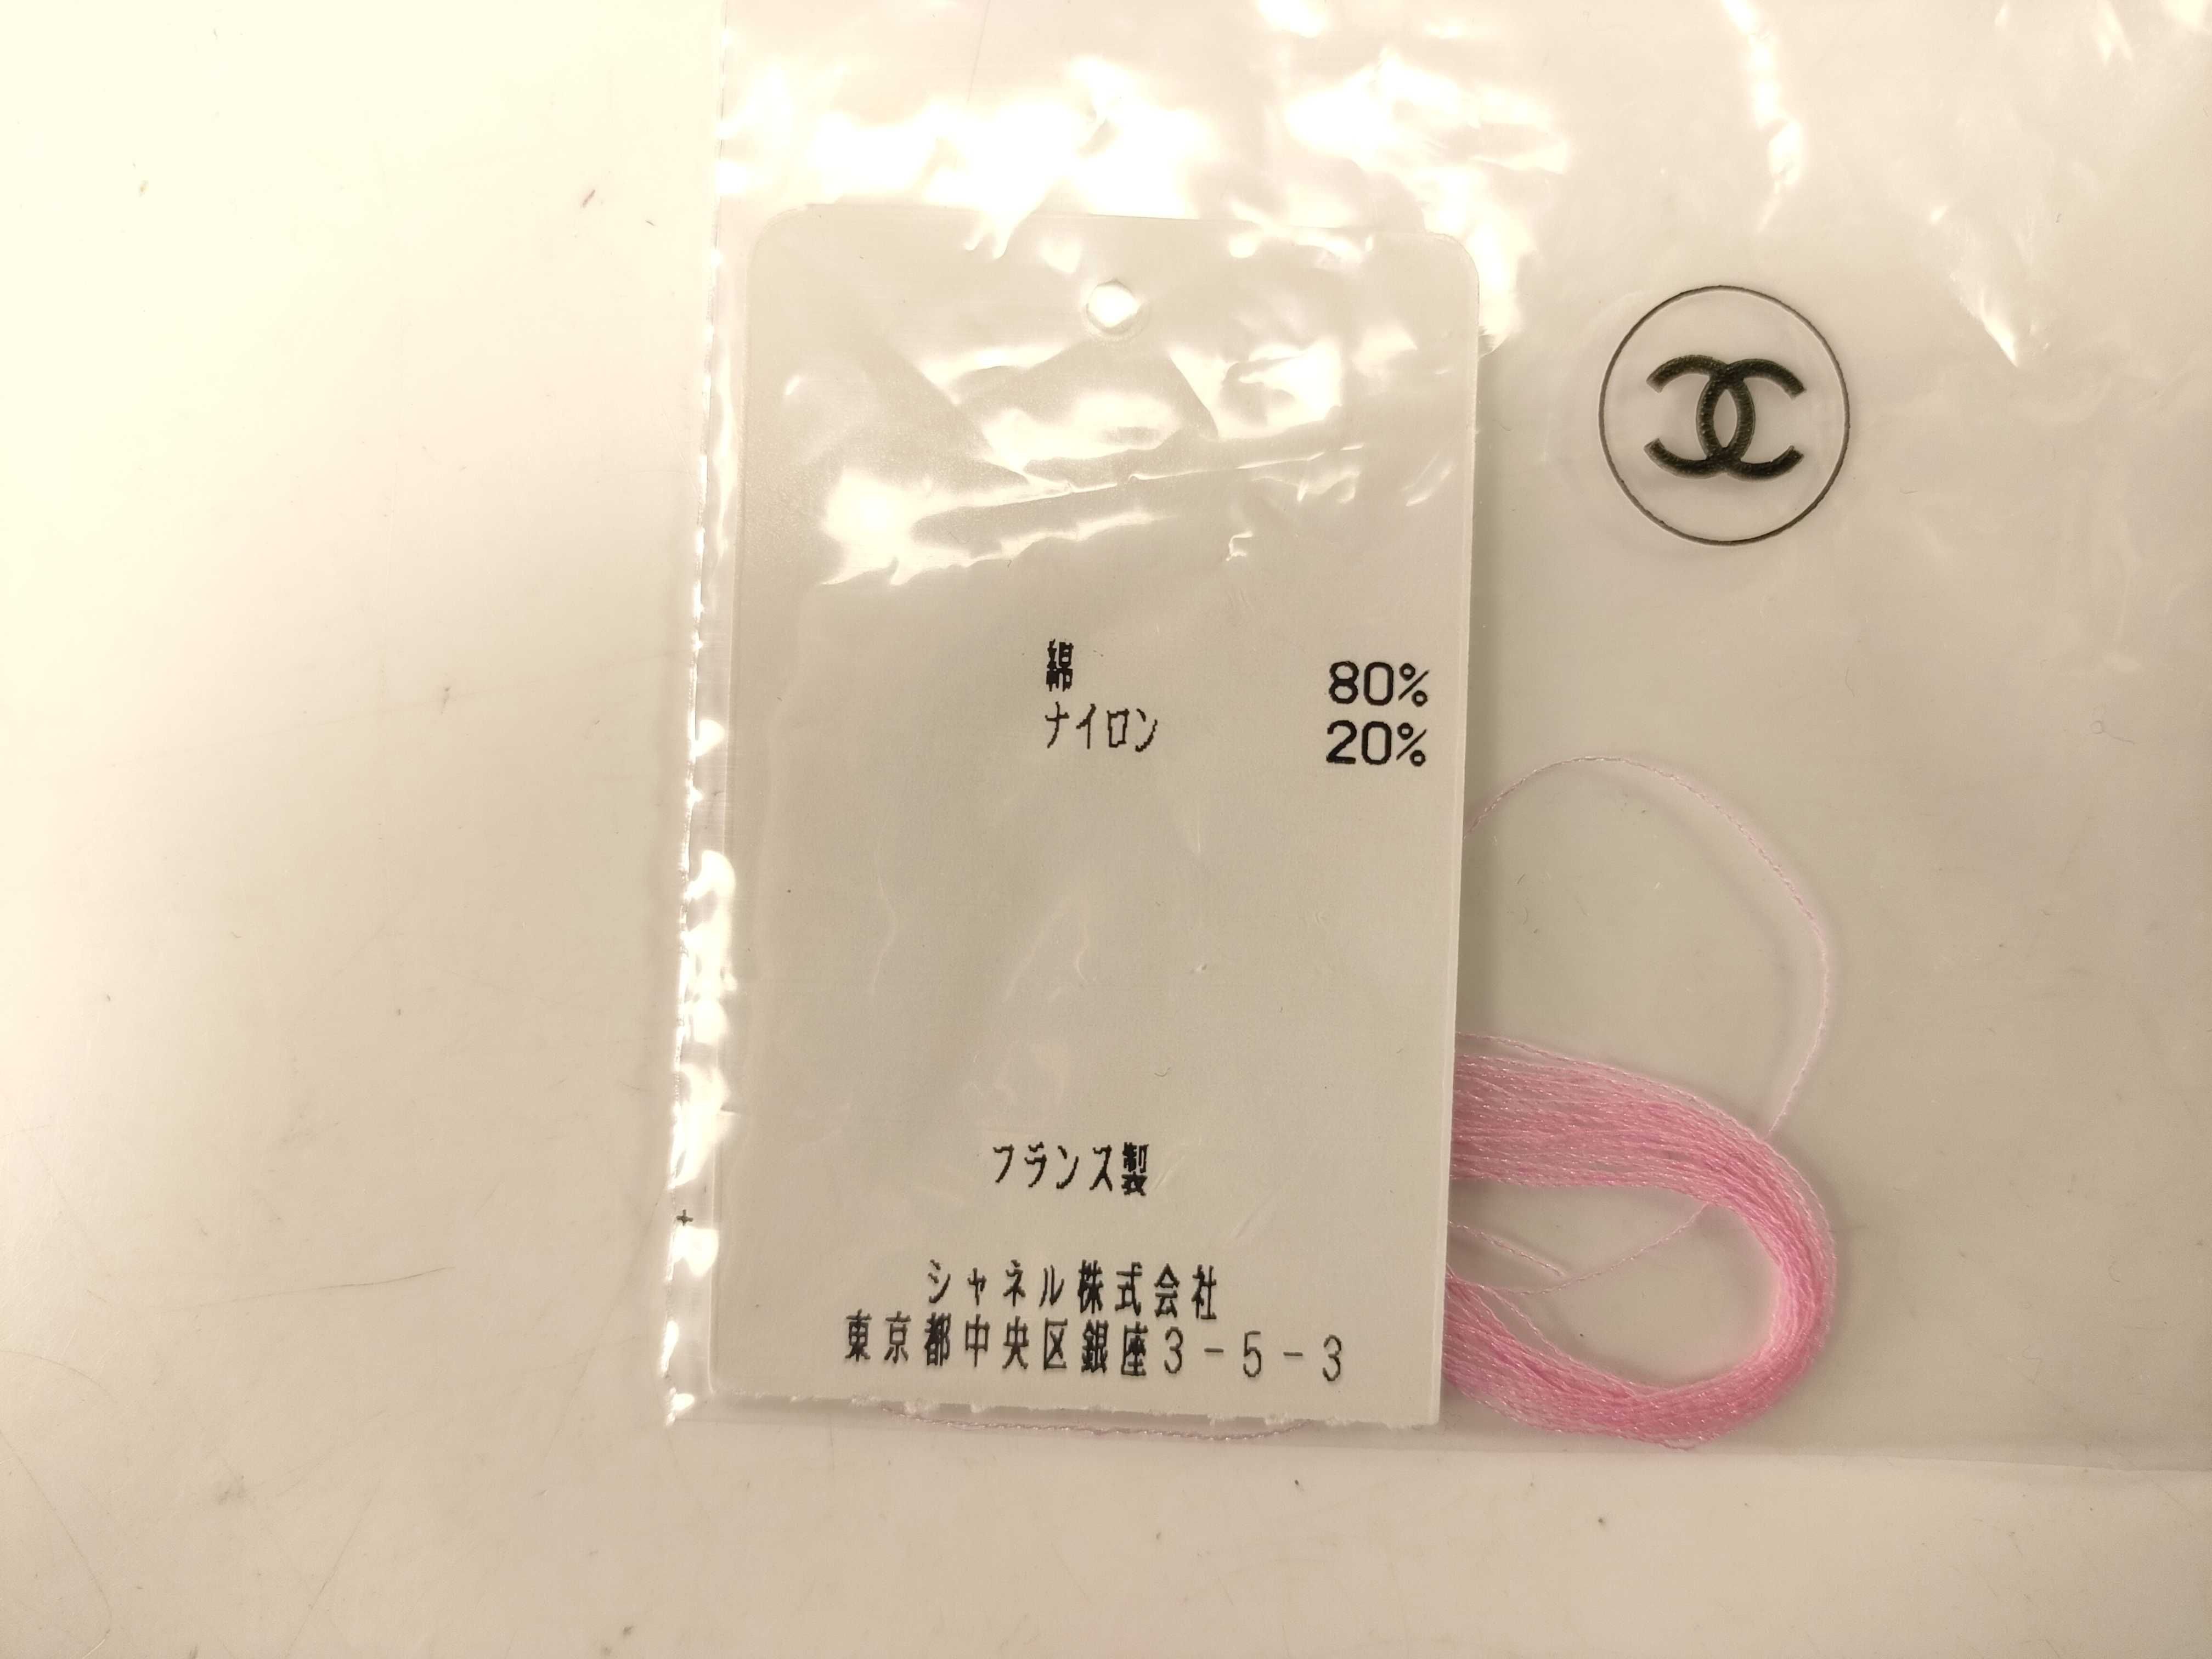 綿 80%
ナイロン 20%
フランス製
シャネル株式会社
東京都中央区銀座3-5-3